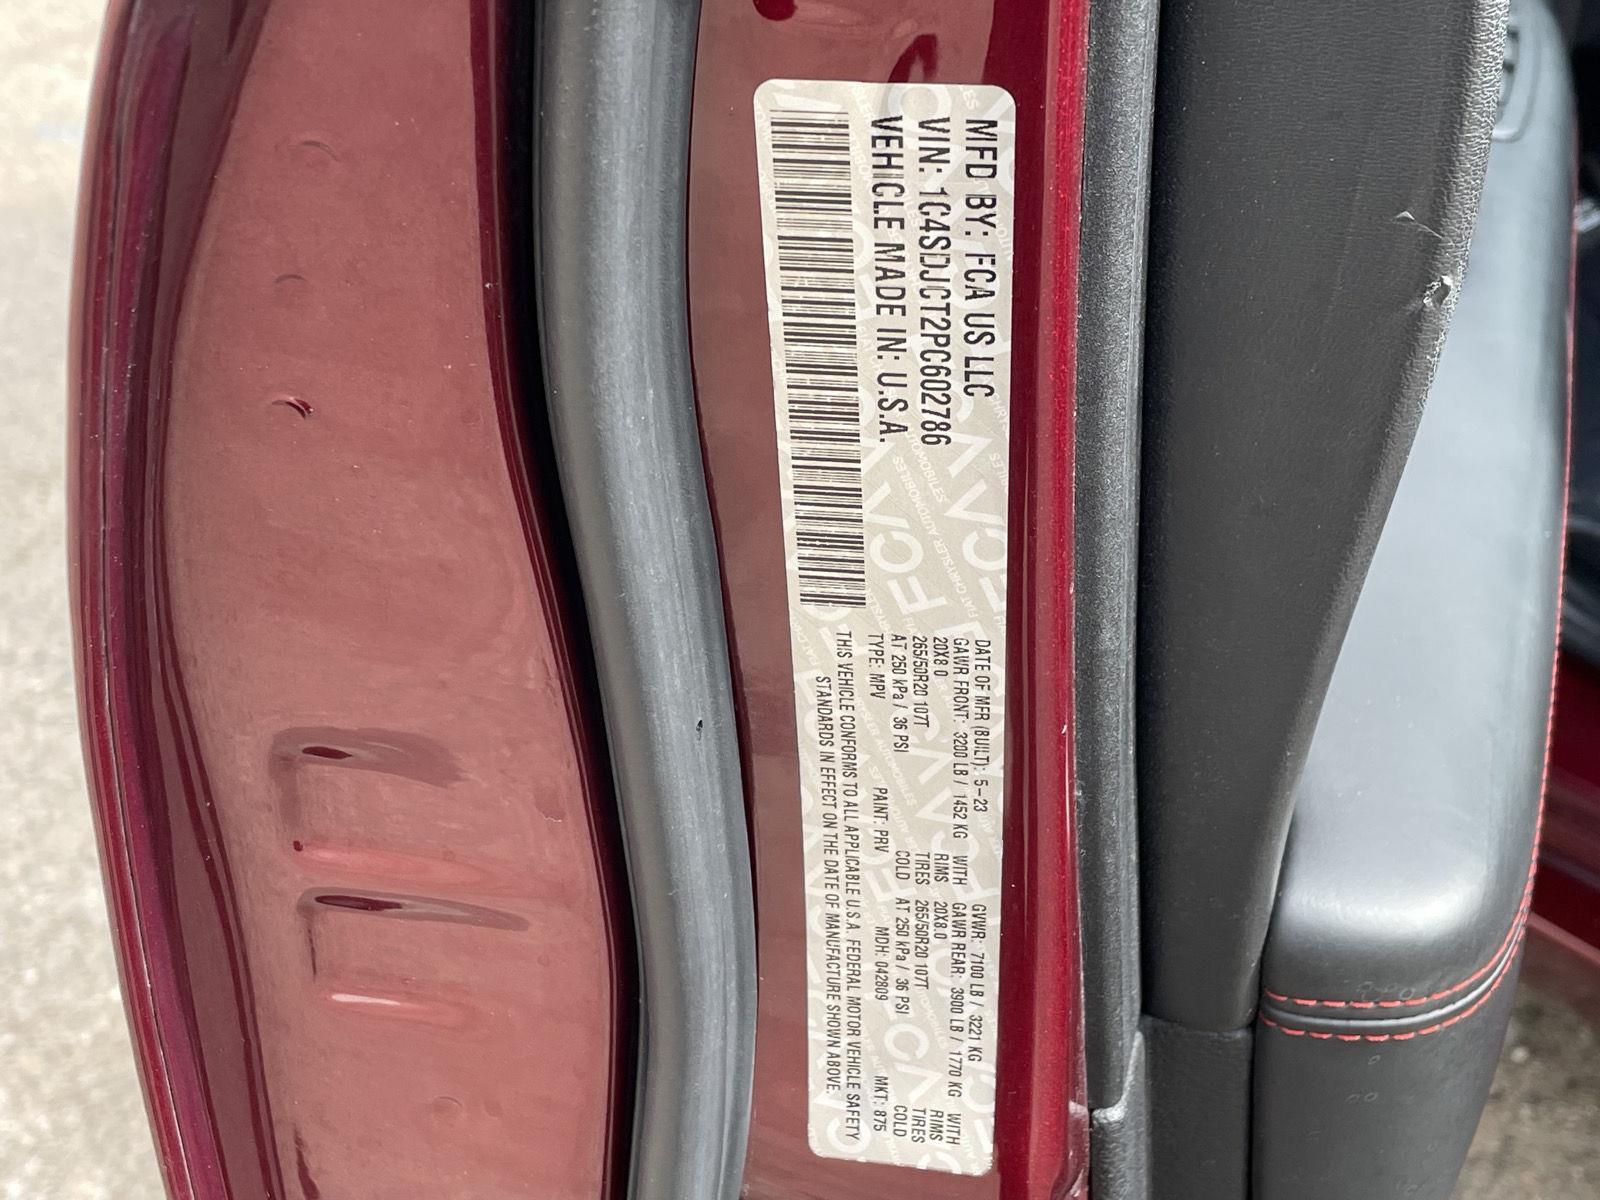 MFD BY: FCA US LLC
VIN: 1C4SDJCT2PC602786
VEHICLE MADE IN: U.S.A.
DATE OF MFR (BUILT): 5-23 GVWR: 7100 LB / 3221 KG
GAWR FRONT: 3200 LB / 1452 KG WITH GAWR REAR: 3900 LB / 1770 KG WITH
20X8.0 RIMS 20X8.0 RIMS
265/50R20 107T TIRES 265/50R20 107T TIRES
AT 250 kPa / 36 PSI COLD AT 250 kPa / 36 PSI COLD
TYPE: MPV PAINT: PRV MDH: 042809 MKT: 875
THIS VEHICLE CONFORMS TO ALL APPLICABLE U.S.A. FEDERAL MOTOR VEHICLE SAFETY
STANDARDS IN EFFECT ON THE DATE OF MANUFACTURE SHOWN ABOVE.